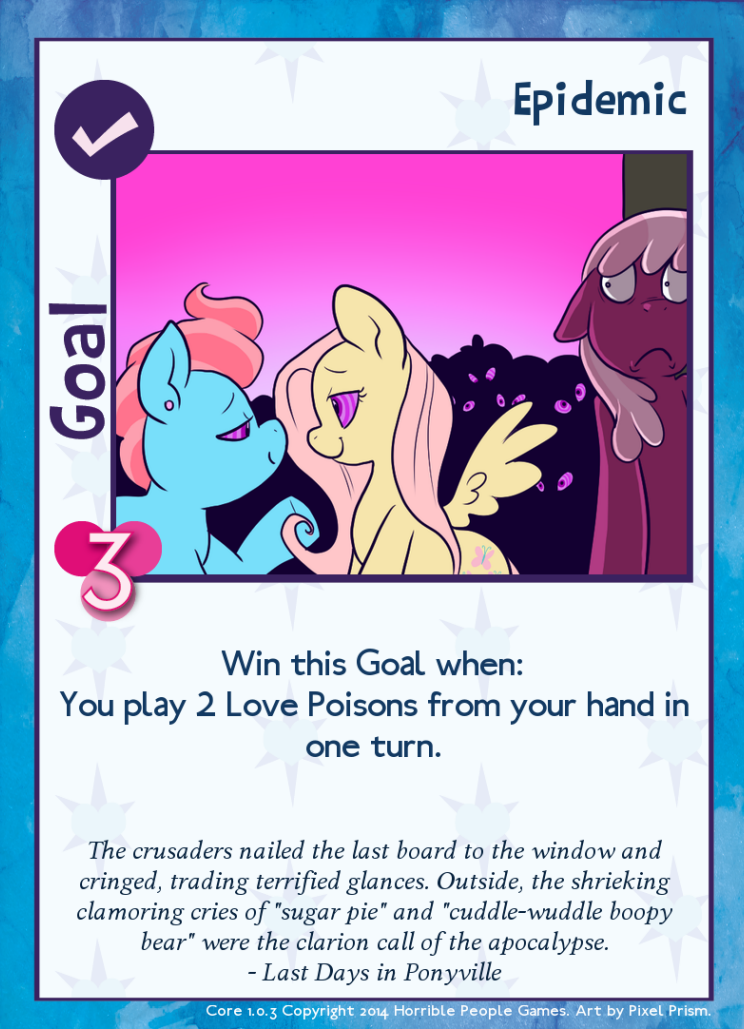 Epidemic
Goal
3
Win this Goal when:
You play 2 Love Poisons from your hand in
one turn.
The crusaders nailed the last board to the window and
cringed, trading terrified glances. Outside, the shrieking
clamoring cries of "sugar pie" and "cuddle-wuddle boopy
bear" were the clarion call of the apocalypse.
- Last Days in Ponyville
Core 1.0.3 Copyright 2014 Horrible People Games. Art by Pixel Prism.